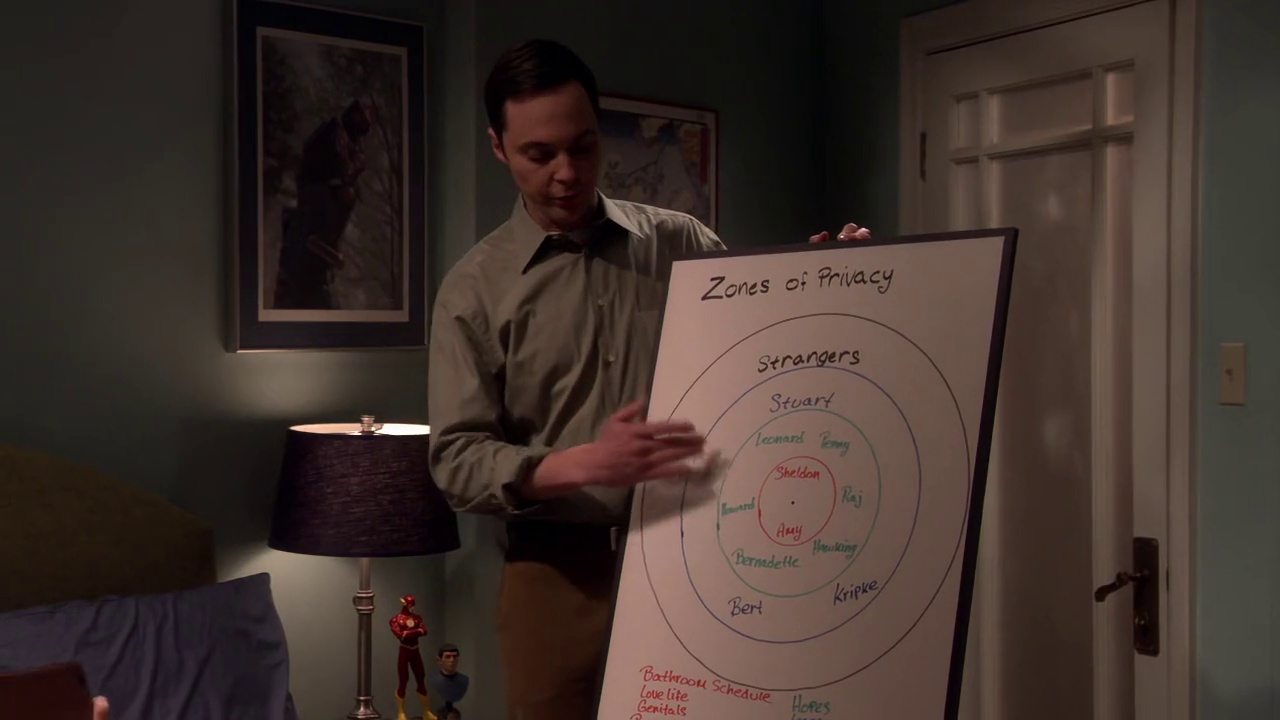 Zones of Privacy
Strangers
Stuart
Leonard Penny
Sheldon
Howard
Raj
Amy
Hawking
Bernadette
Kripke
Bert
Bathroom Schedule
Love life
Genitals
Hopes